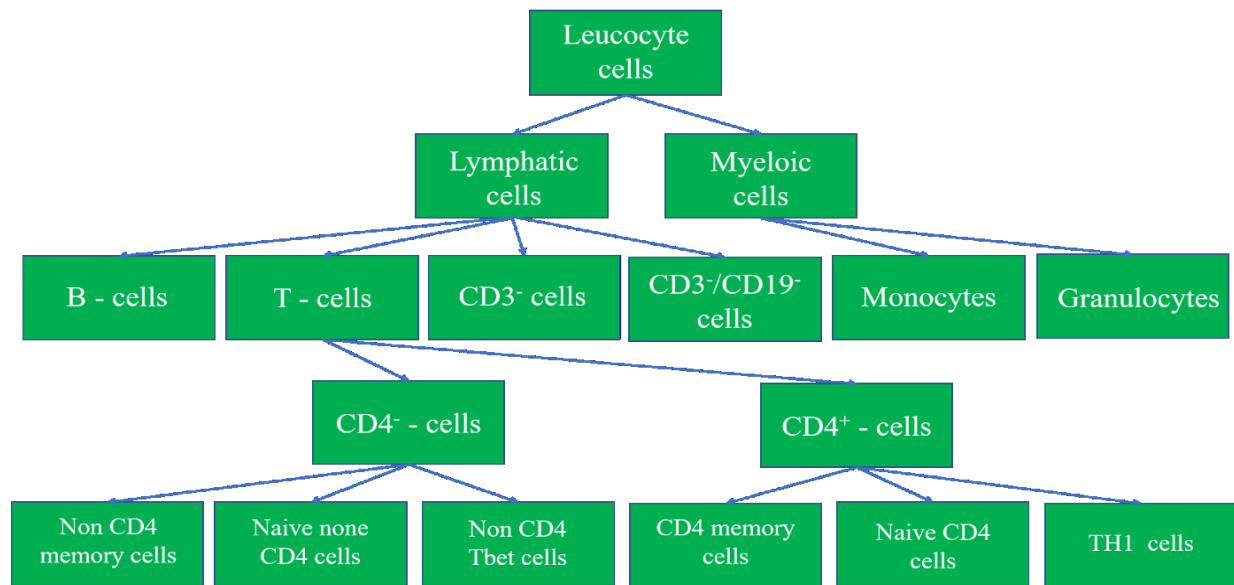 Leucocyte
cells
Lymphatic
cells
Myeloic
cells
B - cells
T - cells
CD3⁻ cells
CD3⁻/CD19⁻
cells
Monocytes
Granulocytes
CD4⁻ - cells
CD4⁺ - cells
Non CD4
memory cells
Naive none
CD4 cells
Non CD4
Tbet cells
CD4 memory
cells
Naive CD4
cells
TH1 cells